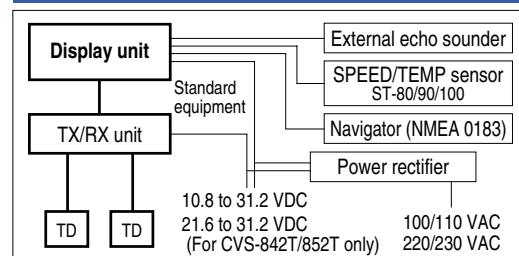 Display unit
External echo sounder
SPEED/TEMP sensor
ST-80/90/100
Standard
equipment
TX/RX unit
Navigator (NMEA 0183)
Power rectifier
10.8 to 31.2 VDC
21.6 to 31.2 VDC
(For CVS-842T/852T only)
100/110 VAC
220/230 VAC
TD
TD